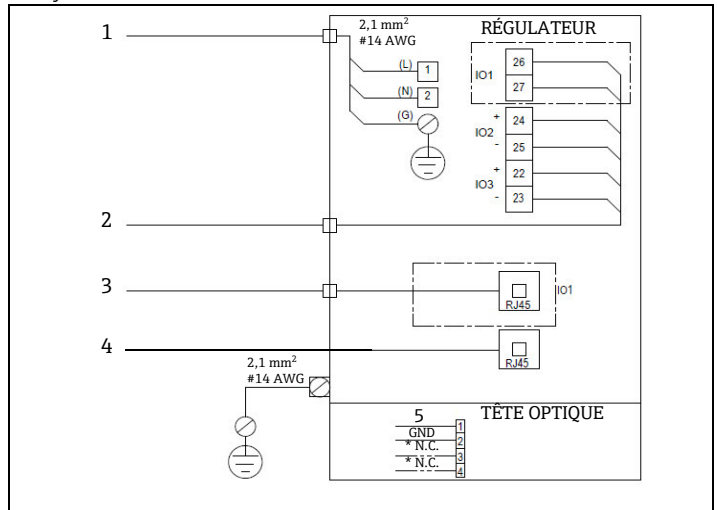 1
2,1 mm²
#14 AWG
RÉGULATEUR
(L) 1
(N) 2
(G)
IO1
26
27
+ 24
IO2
- 25
+ 22
IO3
- 23
2
3
RJ45
IO1
4
RJ45
2,1 mm²
#14 AWG
TÊTE OPTIQUE
5 1
GND 2
* N.C. 3
* N.C. 4